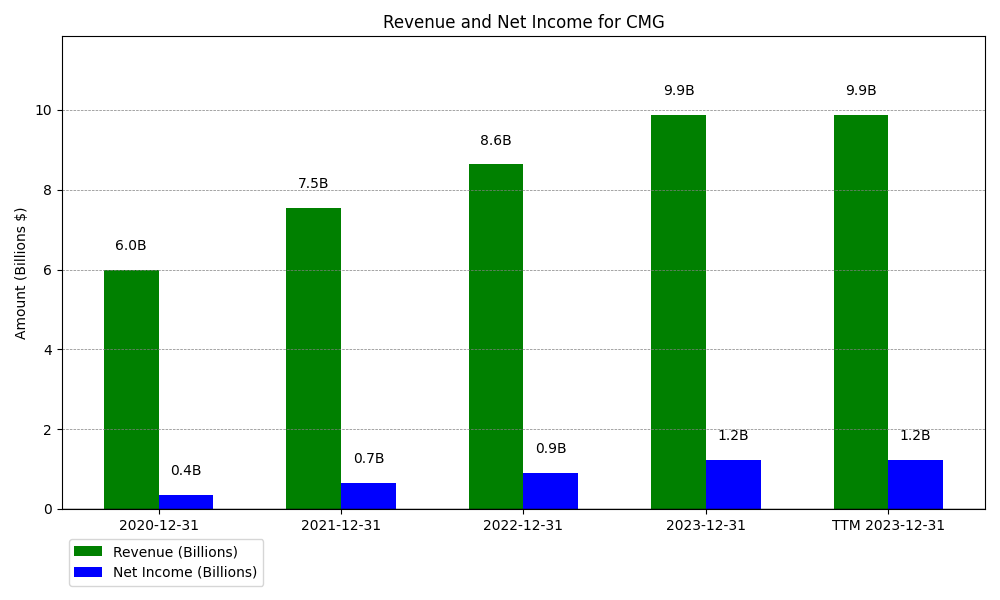 Revenue and Net Income for CMG
Amount (Billions $)
10
8
6
4
2
0
6.0B
7.5B
8.6B
9.9B
9.9B
0.4B
0.7B
0.9B
1.2B
1.2B
2020-12-31
2021-12-31
2022-12-31
2023-12-31
TTM 2023-12-31
Revenue (Billions)
Net Income (Billions)